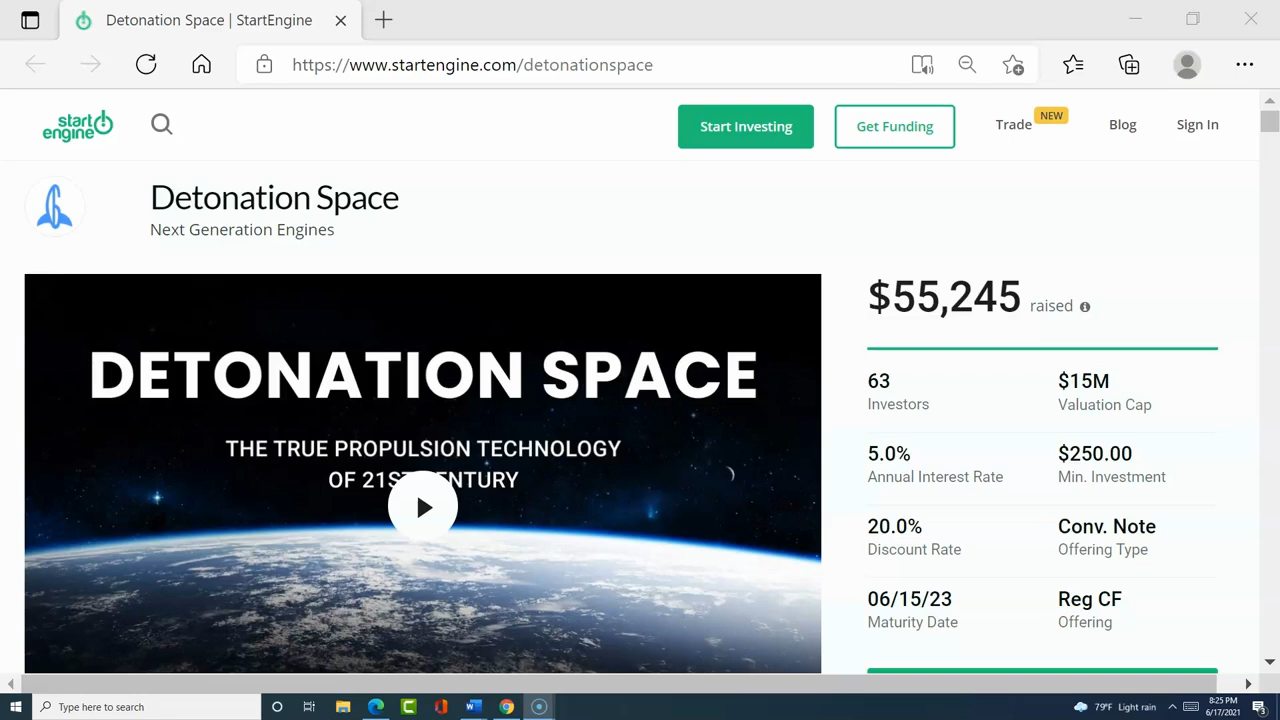 Detonation Space | StartEngine
https://www.startengine.com/detonationspace
start
engine
Start Investing
Get Funding
Trade
NEW
Blog
Sign In
Detonation Space
Next Generation Engines
DETONATION SPACE
THE TRUE PROPULSION TECHNOLOGY
OF 21ST CENTURY
$55,245 raised
63
Investors
$15M
Valuation Cap
5.0%
Annual Interest Rate
$250.00
Min. Investment
20.0%
Discount Rate
Conv. Note
Offering Type
06/15/23
Maturity Date
Reg CF
Offering
Type here to search
79°F Light rain
8:25 PM
6/17/2021
3